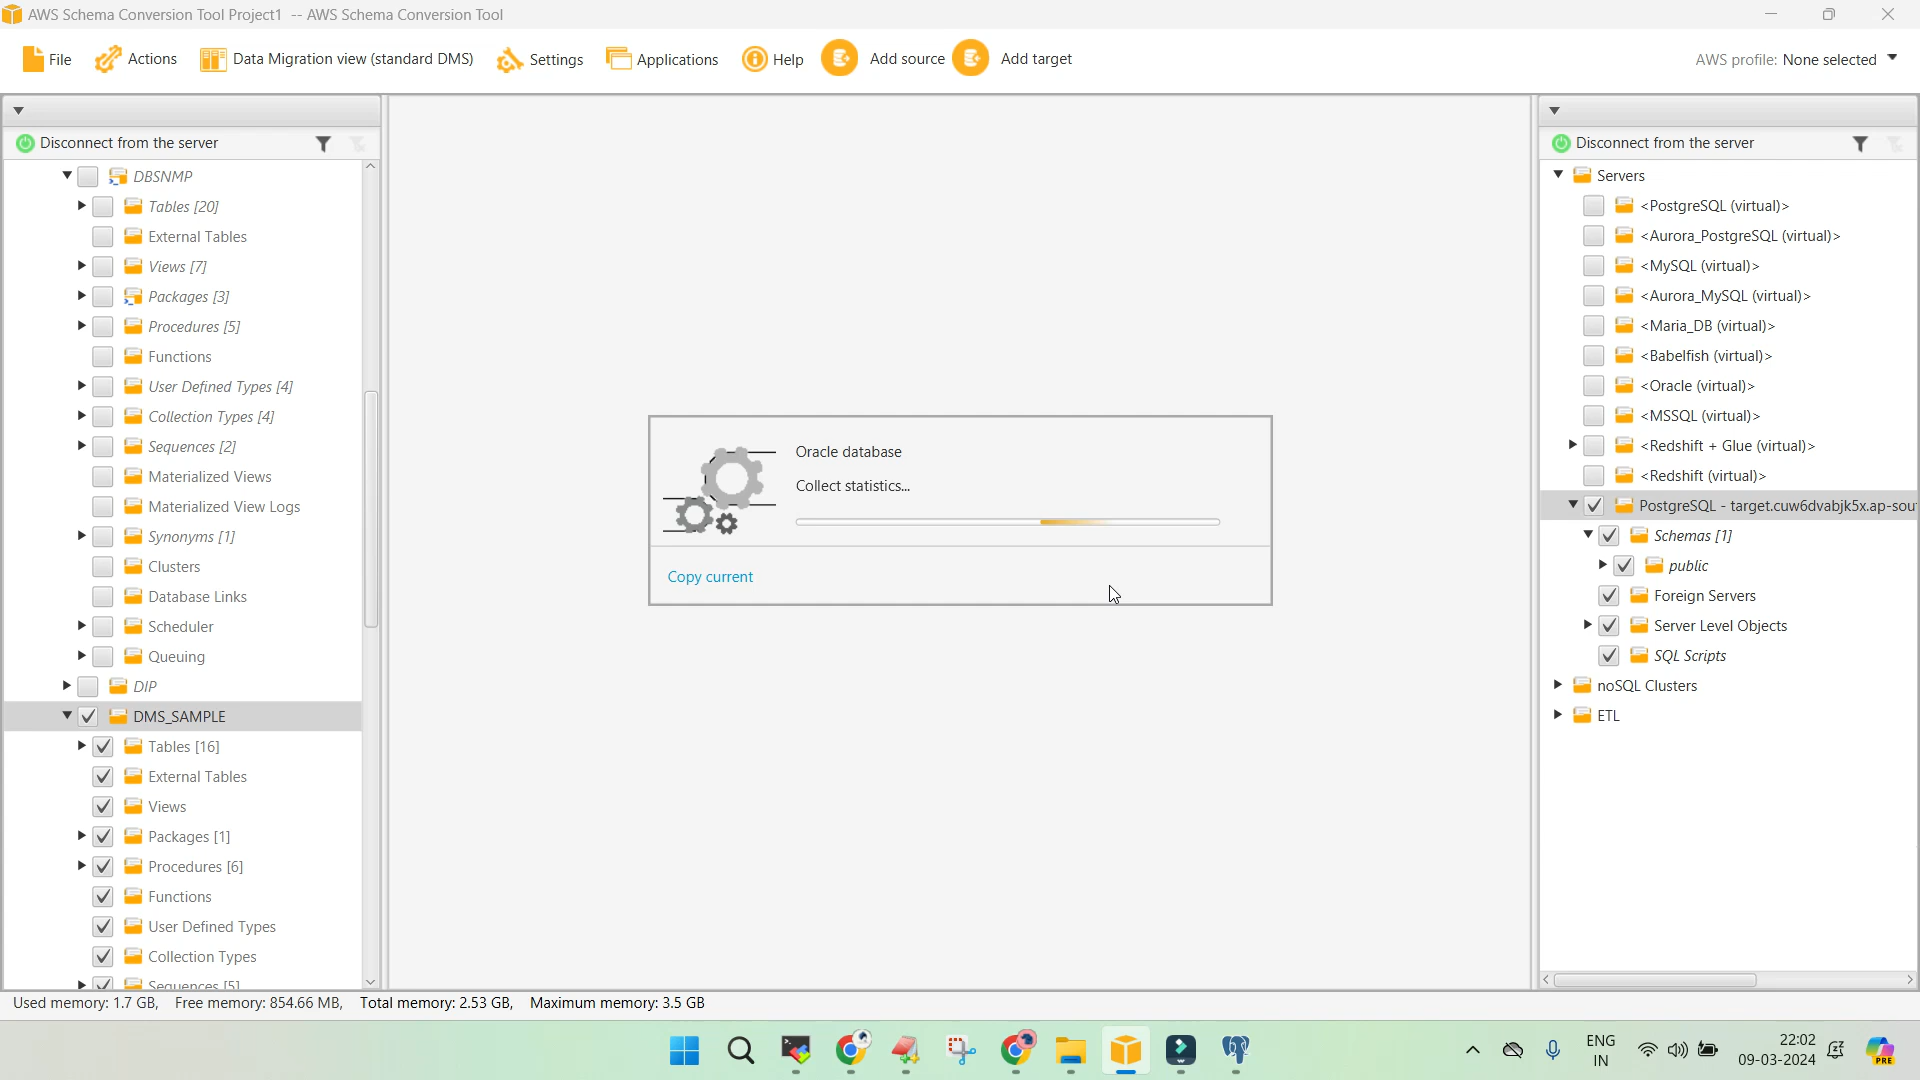 AWS Schema Conversion Tool Project1 -- AWS Schema Conversion Tool
File
Actions
Data Migration view (standard DMS)
Settings
Applications
Help
Add source
Add target
AWS profile: None selected
Disconnect from the server
DBSNMP
Tables [20]
External Tables
Views [7]
Packages [3]
Procedures [5]
Functions
User Defined Types [4]
Collection Types [4]
Sequences [2]
Materialized Views
Materialized View Logs
Synonyms [1]
Clusters
Database Links
Scheduler
Queuing
DIP
DMS_SAMPLE
Tables [16]
External Tables
Views
Packages [1]
Procedures [6]
Functions
User Defined Types
Collection Types
Sequences [5]
Oracle database
Collect statistics...
Copy current
Disconnect from the server
Servers
<PostgreSQL (virtual)>
<Aurora_PostgreSQL (virtual)>
<MySQL (virtual)>
<Aurora_MySQL (virtual)>
<Maria_DB (virtual)>
<Babelfish (virtual)>
<Oracle (virtual)>
<MSSQL (virtual)>
<Redshift + Glue (virtual)>
<Redshift (virtual)>
PostgreSQL - target.cuw6dvabjk5x.ap-sou
Schemas [1]
public
Foreign Servers
Server Level Objects
SQL Scripts
noSQL Clusters
ETL
Used memory: 1.7 GB, Free memory: 854.66 MB, Total memory: 2.53 GB, Maximum memory: 3.5 GB
ENG
IN
22:02
09-03-2024
PRE